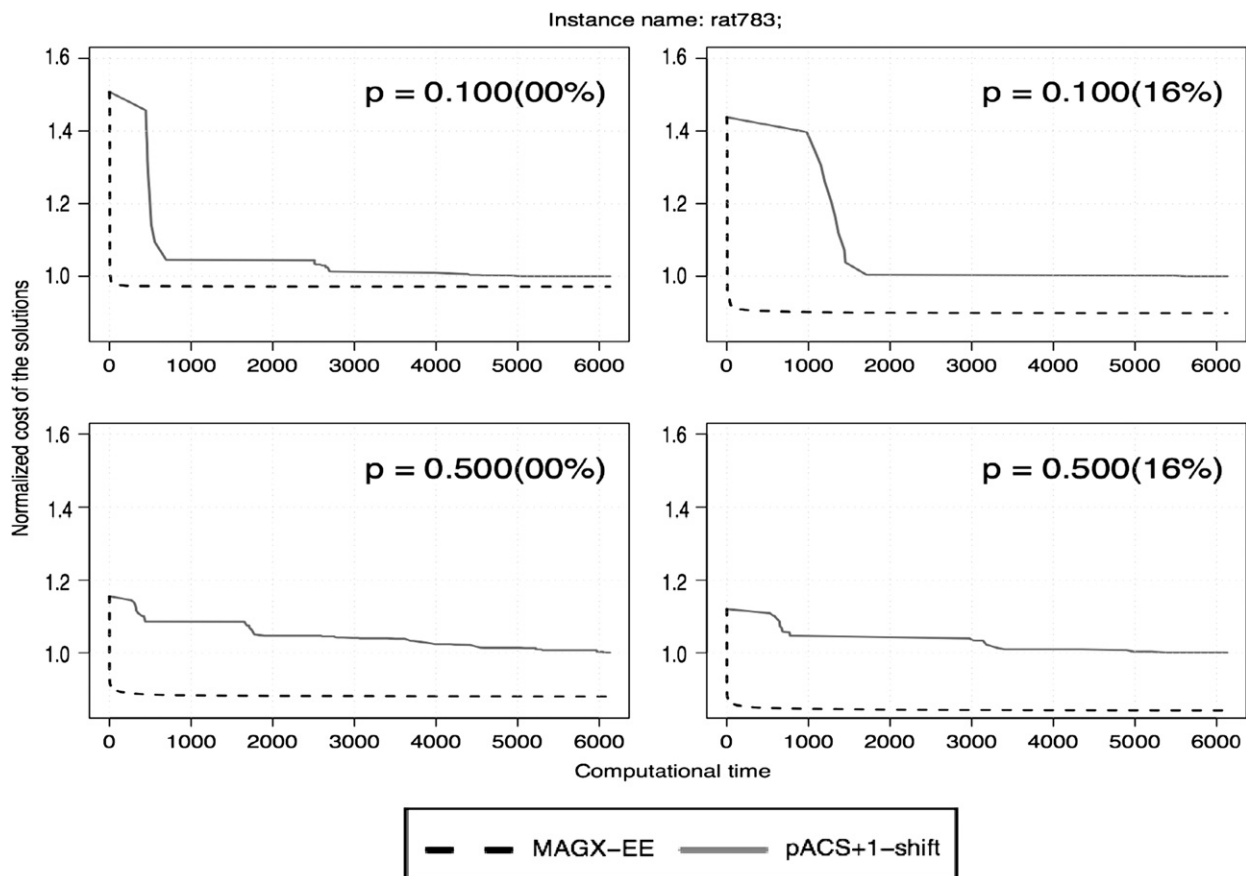 Instance name: rat783;
Normalized cost of the solutions
p = 0.100(00%)
1.6
1.4
1.2
1.0
0 1000 2000 3000 4000 5000 6000
p = 0.100(16%)
1.6
1.4
1.2
1.0
0 1000 2000 3000 4000 5000 6000
p = 0.500(00%)
1.6
1.4
1.2
1.0
0 1000 2000 3000 4000 5000 6000
p = 0.500(16%)
1.6
1.4
1.2
1.0
0 1000 2000 3000 4000 5000 6000
Computational time
MAGX−EE pACS+1−shift